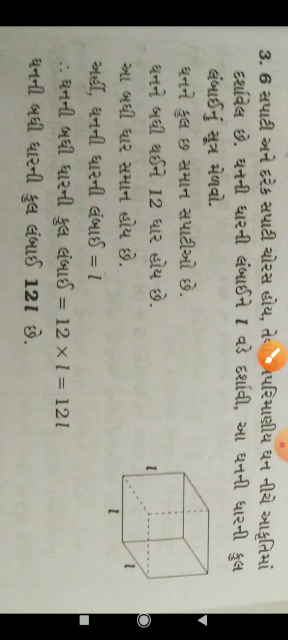 3. 6 સપાટી અને દરેક સપાટી ચોરસ હોય, તેવા ત્રિપરિમાણીય ઘન નીચે આકૃતિમાં
દર્શાવેલ છે. ઘનની ધારની લંબાઈને l વડે દર્શાવી, આ ઘનની ધારની કુલ
લંબાઈનું સૂત્ર મેળવો.
ઘનને કુલ છ સમાન સપાટીઓ છે.
ઘનને બધી થઈને 12 ધાર હોય છે.
આ બધી ધાર સમાન હોય છે.
અહીં, ઘનની ધારની લંબાઈ = l
∴ ઘનની બધી ધારની કુલ લંબાઈ = 12 × l = 12l
ઘનની બધી ધારની કુલ લંબાઈ 12l છે.
l
l
l